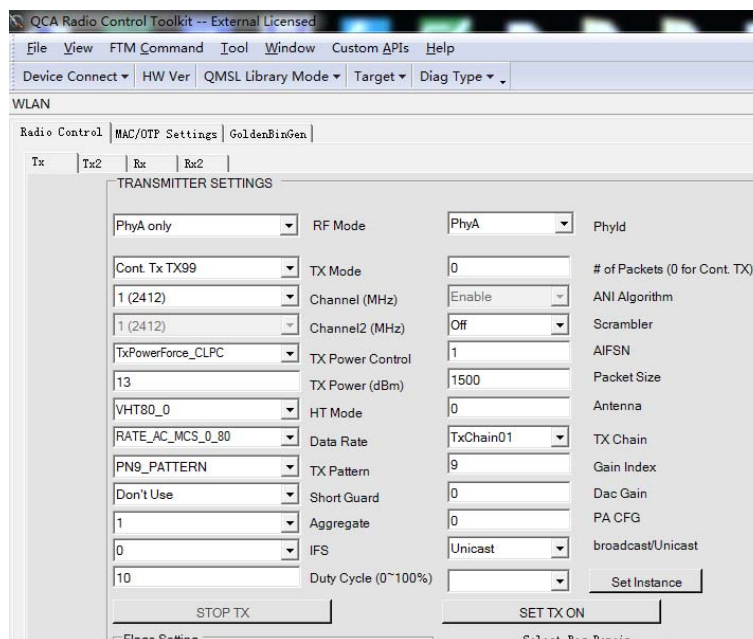 QCA Radio Control Toolkit -- External Licensed
File View FTM Command Tool Window Custom APIs Help
Device Connect HW Ver QMSL Library Mode Target Diag Type
WLAN
Radio Control MAC/OTP Settings GoldenBinGen
Tx Tx2 Rx Rx2
TRANSMITTER SETTINGS
PhyA only RF Mode PhyA PhyId
Cont. Tx TX99 TX Mode 0 # of Packets (0 for Cont. TX)
1 (2412) Channel (MHz) Enable ANI Algorithm
1 (2412) Channel2 (MHz) Off Scrambler
TxPowerForce_CLPC TX Power Control 1 AIFSN
13 TX Power (dBm) 1500 Packet Size
VHT80_0 HT Mode 0 Antenna
RATE_AC_MCS_0_80 Data Rate TxChain01 TX Chain
PN9_PATTERN TX Pattern 9 Gain Index
Don't Use Short Guard 0 Dac Gain
1 Aggregate 0 PA CFG
0 IFS Unicast broadcast/Unicast
10 Duty Cycle (0~100%) Set Instance
STOP TX SET TX ON